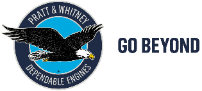 PRATT & WHITNEY
DEPENDABLE ENGINES
GO BEYOND